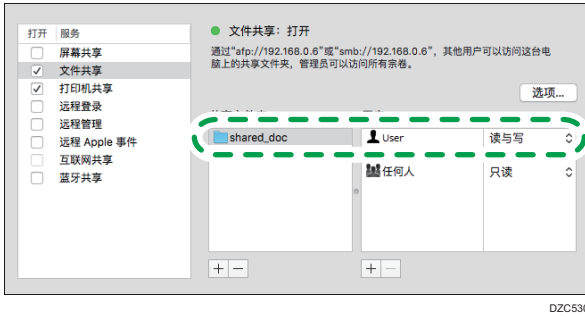 打开 服务
屏幕共享
文件共享
打印机共享
远程登录
远程管理
远程 Apple 事件
互联网共享
蓝牙共享
文件共享：打开
通过“afp://192.168.0.6”或“smb://192.168.0.6”，其他用户可以访问这台电
脑上的共享文件夹，管理员可以访问所有宗卷。
选项...
shared_doc
User 读与写
任何人 只读
DZC530